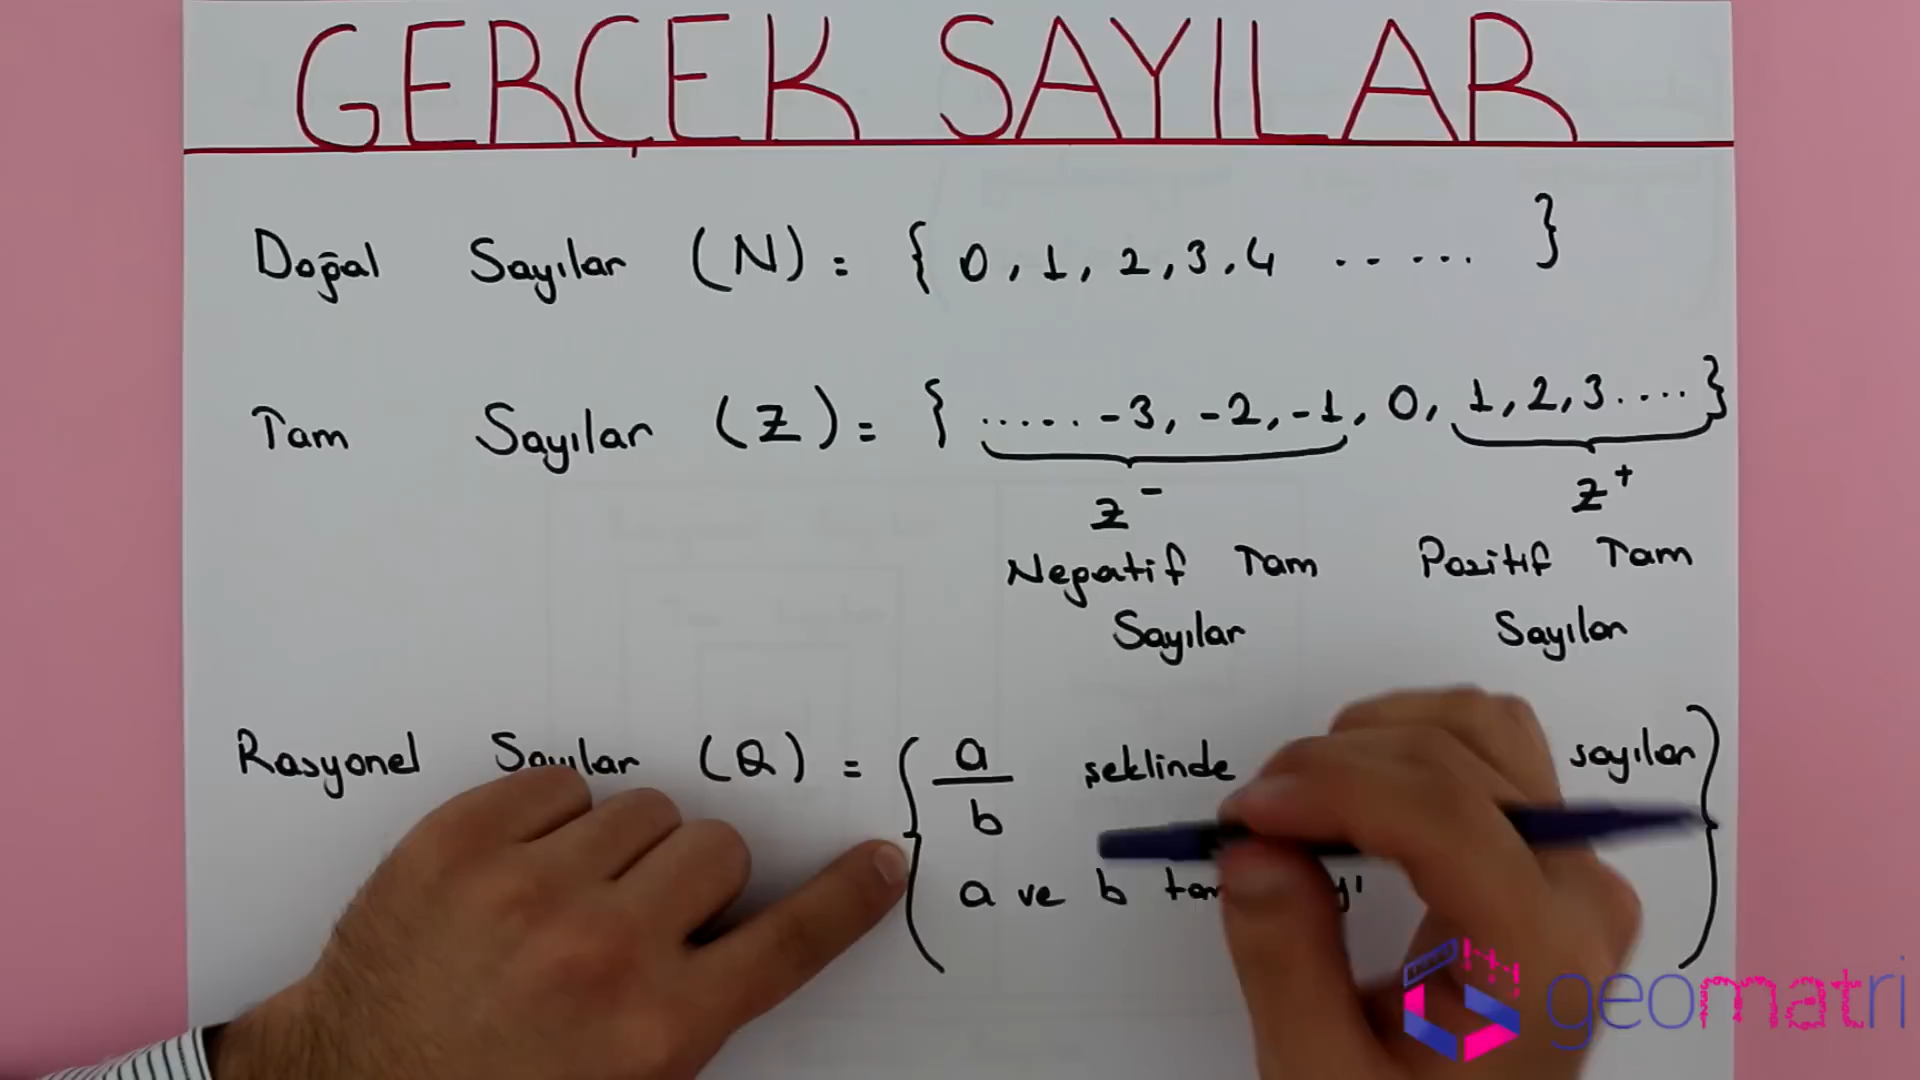 GERÇEK SAYILAR
Doğal Sayılar (N) = { 0, 1, 2, 3, 4 ...... }
Tam Sayılar (Z) = { ...... -3, -2, -1, 0, 1, 2, 3 .... }
Z⁻ Z⁺
Negatif Tam Sayılar
Pozitif Tam Sayılar
Rasyonel Sayılar (Q) = { a/b şeklinde sayılar }
a ve b
geomatri